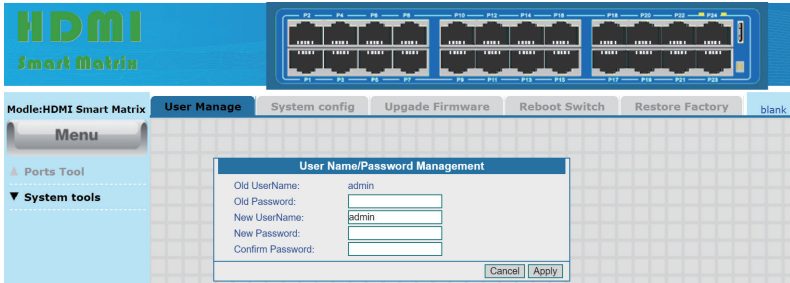 HDMI
Smart Matrix
P2 P4 P6 P8 P10 P12 P14 P16 P18 P20 P22 P24
P1 P3 P5 P7 P9 P11 P13 P15 P17 P19 P21 P23
Modle:HDMI Smart Matrix
User Manage System config Upgade Firmware Reboot Switch Restore Factory blank
Menu
Ports Tool
System tools
User Name/Password Management
Old UserName: admin
Old Password:
New UserName: admin
New Password:
Confirm Password:
Cancel Apply